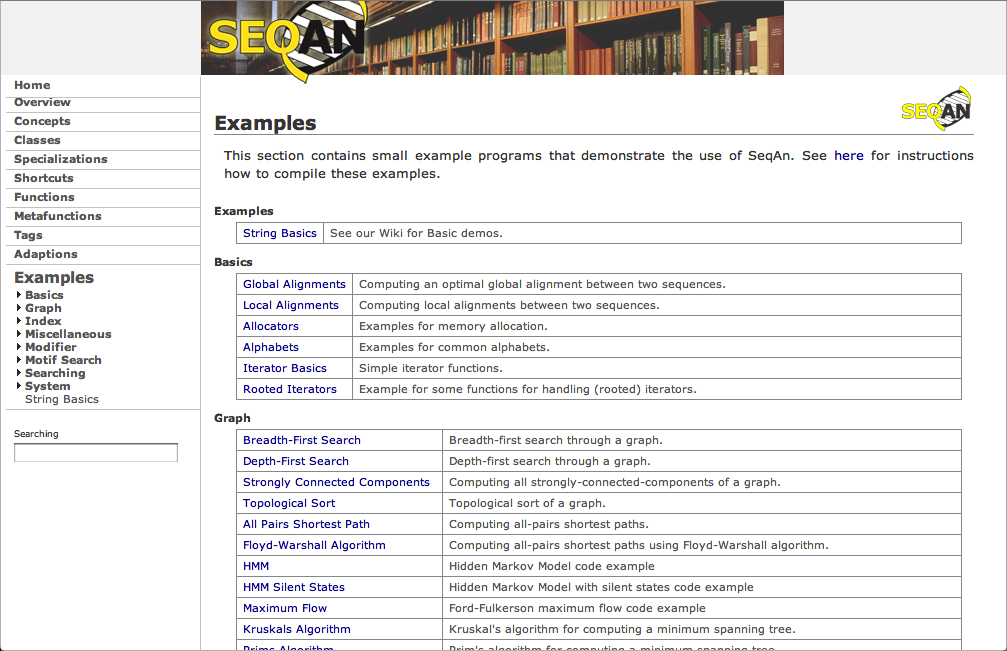 SEQAN
Home
Overview
Concepts
Classes
Specializations
Shortcuts
Functions
Metafunctions
Tags
Adaptions
Examples
Basics
Graph
Index
Miscellaneous
Modifier
Motif Search
Searching
System
String Basics
Searching
SEQAN
Examples
This section contains small example programs that demonstrate the use of SeqAn. See here for instructions
how to compile these examples.
Examples
String Basics See our Wiki for Basic demos.
Basics
Global Alignments Computing an optimal global alignment between two sequences.
Local Alignments Computing local alignments between two sequences.
Allocators Examples for memory allocation.
Alphabets Examples for common alphabets.
Iterator Basics Simple iterator functions.
Rooted Iterators Example for some functions for handling (rooted) iterators.
Graph
Breadth-First Search Breadth-first search through a graph.
Depth-First Search Depth-first search through a graph.
Strongly Connected Components Computing all strongly-connected-components of a graph.
Topological Sort Topological sort of a graph.
All Pairs Shortest Path Computing all-pairs shortest paths.
Floyd-Warshall Algorithm Computing all-pairs shortest paths using Floyd-Warshall algorithm.
HMM Hidden Markov Model code example
HMM Silent States Hidden Markov Model with silent states code example
Maximum Flow Ford-Fulkerson maximum flow code example
Kruskals Algorithm Kruskal's algorithm for computing a minimum spanning tree.
Prims Algorithm Prim's algorithm for computing a minimum spanning tree.